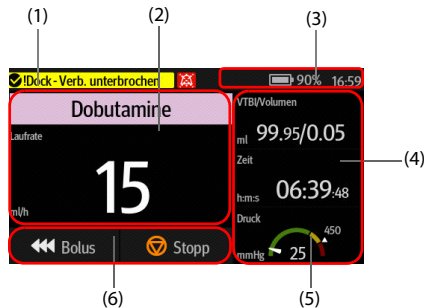 (1)
(2)
(3)
!Dock - Verb. unterbrochen
90% 16:59
Dobutamine
Laufrate
15
ml/h
VTBI/Volumen
ml 99.95/0.05
Zeit
h:m:s 06:39:48
(4)
Druck
450
mmHg 25
Bolus
Stopp
(6)
(5)